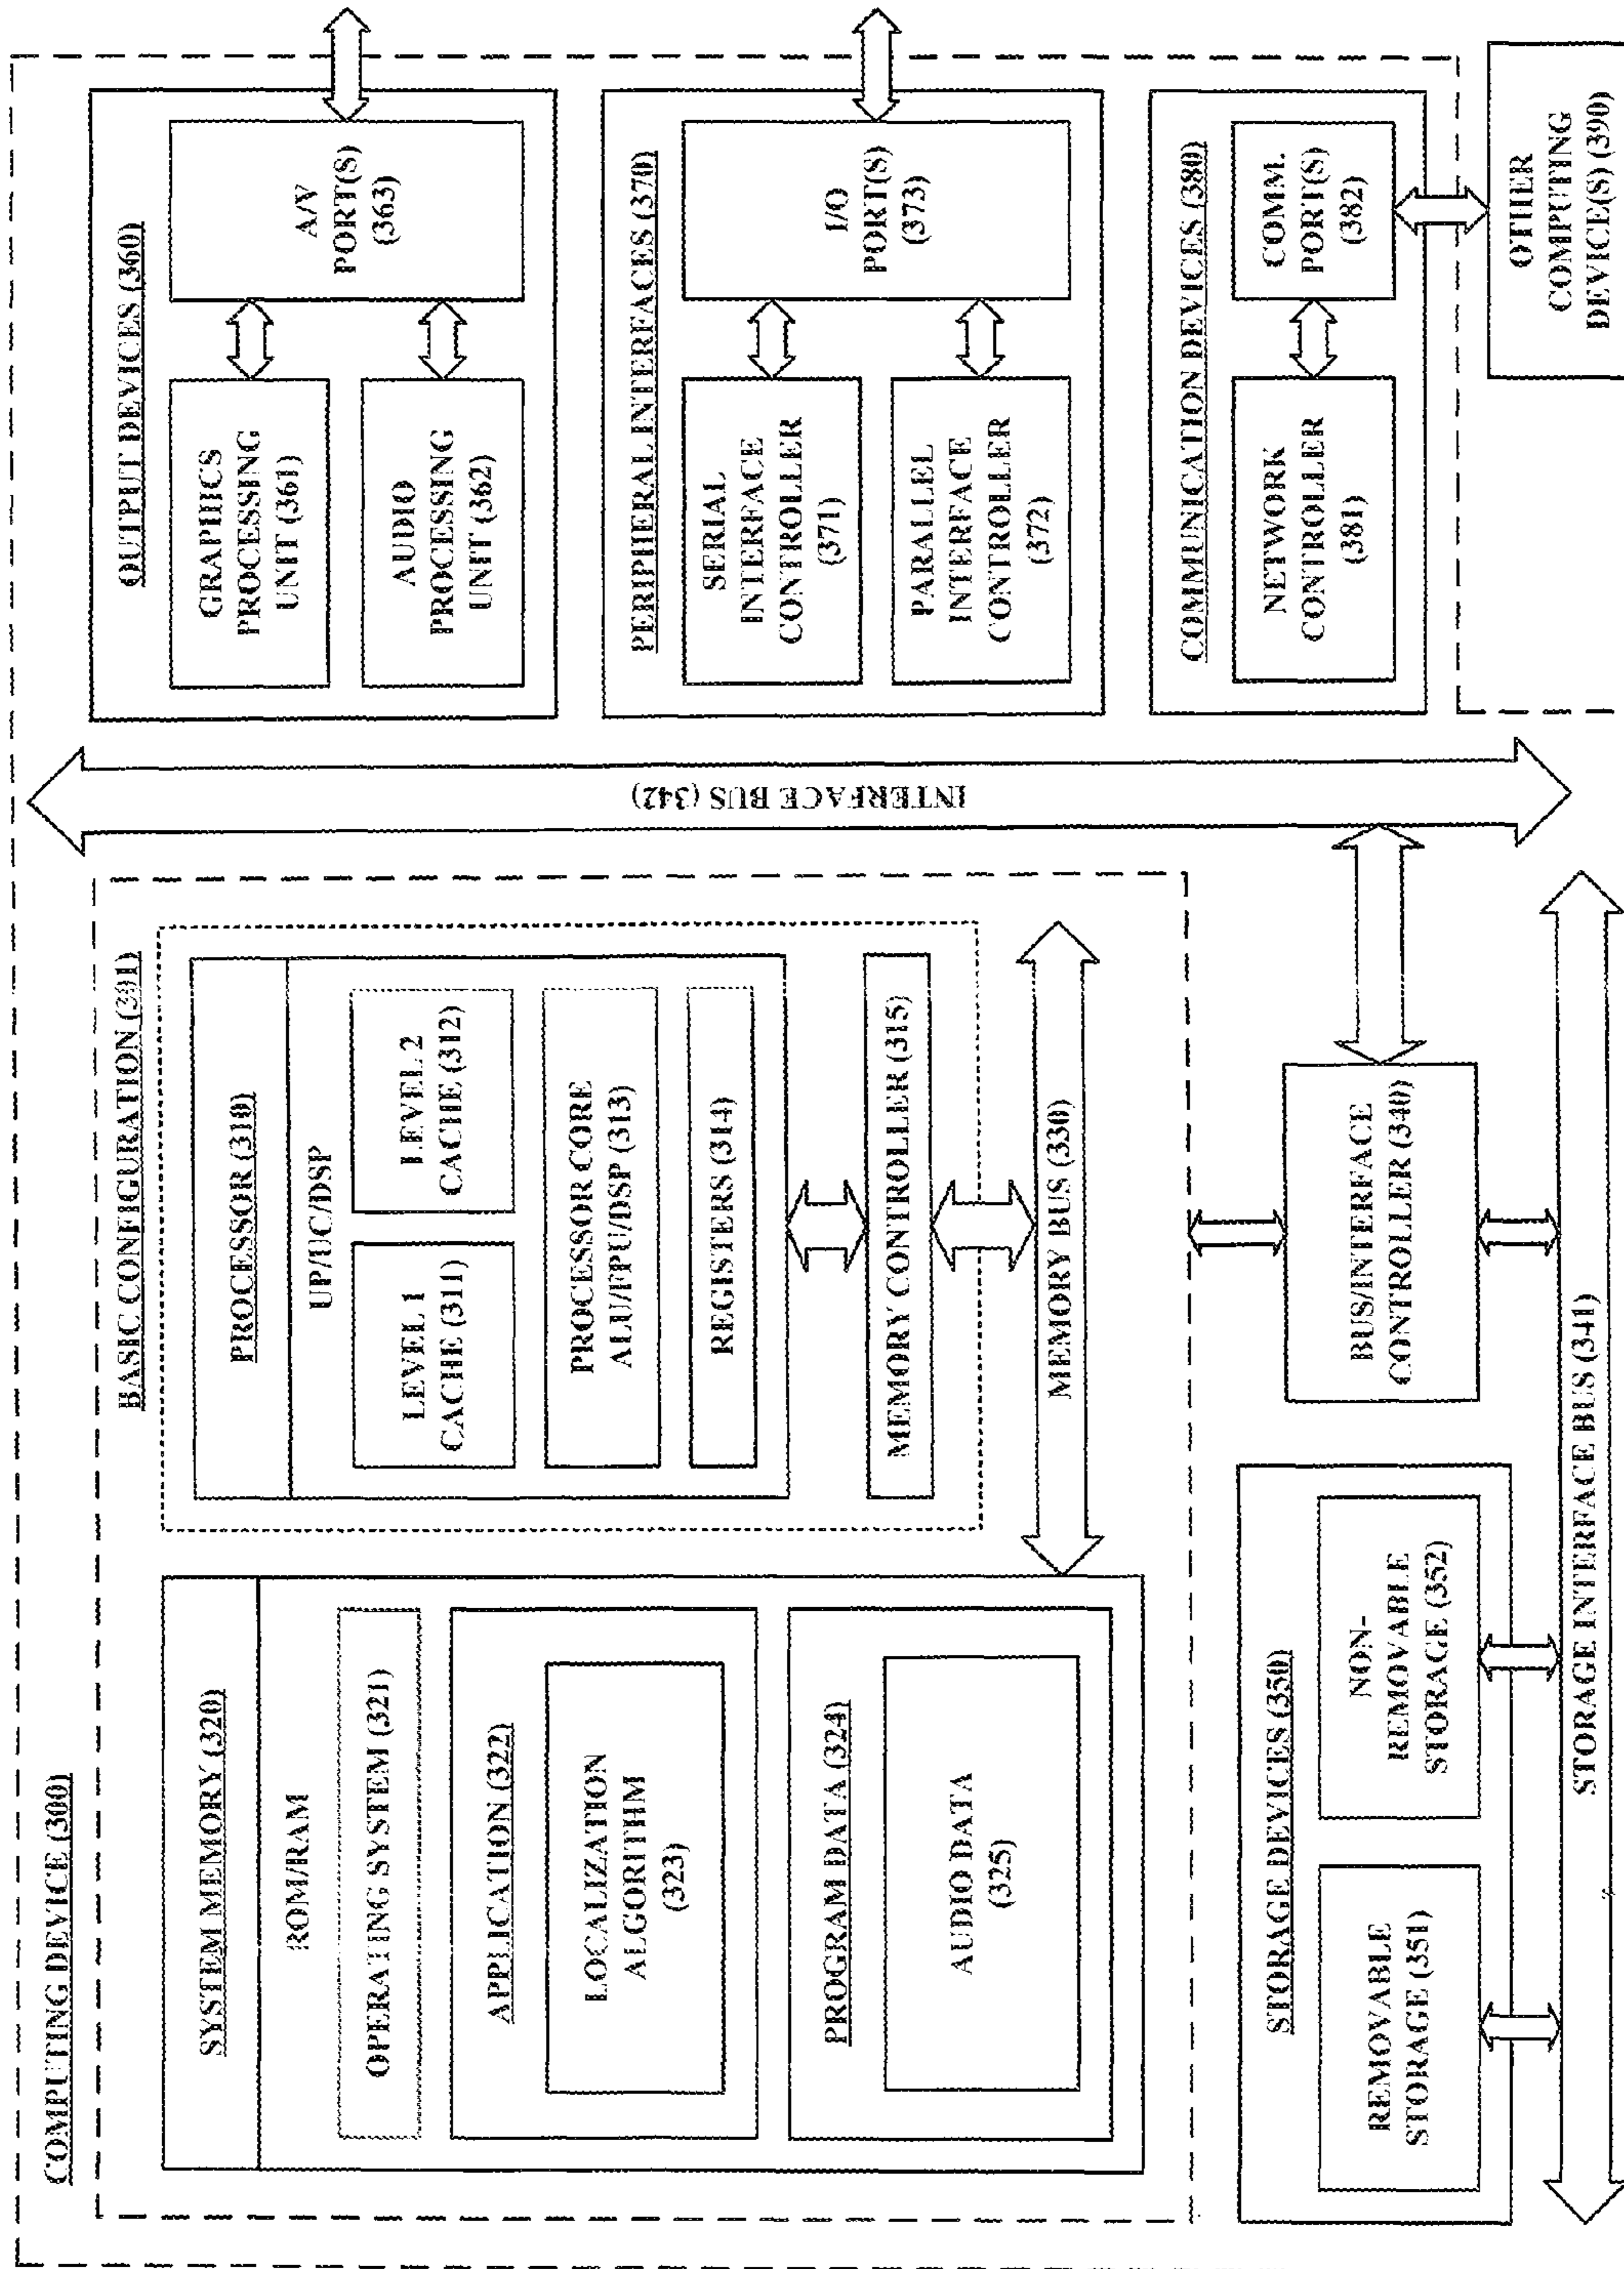 COMPUTING DEVICE (300)
BASIC CONFIGURATION (301)
SYSTEM MEMORY (320)
ROM/RAM
OPERATING SYSTEM (321)
APPLICATION (322)
LOCALIZATION
ALGORITHM
(323)
PROGRAM DATA (324)
AUDIO DATA
(325)
PROCESSOR (310)
UP/UC/DSP
LEVEL 1
CACHE (311)
LEVEL 2
CACHE (312)
PROCESSOR CORE
ALU/FPU/DSP (313)
REGISTERS (314)
MEMORY CONTROLLER (315)
MEMORY BUS (330)
BUS/INTERFACE
CONTROLLER (340)
STORAGE DEVICES (350)
REMOVABLE
STORAGE (351)
NON-
REMOVABLE
STORAGE (352)
STORAGE INTERFACE BUS (341)
INTERFACE BUS (342)
OUTPUT DEVICES (360)
GRAPHICS
PROCESSING
UNIT (361)
AUDIO
PROCESSING
UNIT (362)
A/V
PORT(S)
(363)
PERIPHERAL INTERFACES (370)
SERIAL
INTERFACE
CONTROLLER
(371)
PARALLEL
INTERFACE
CONTROLLER
(372)
I/O
PORT(S)
(373)
COMMUNICATION DEVICES (380)
NETWORK
CONTROLLER
(381)
COMM.
PORT(S)
(382)
OTHER
COMPUTING
DEVICE(S) (390)